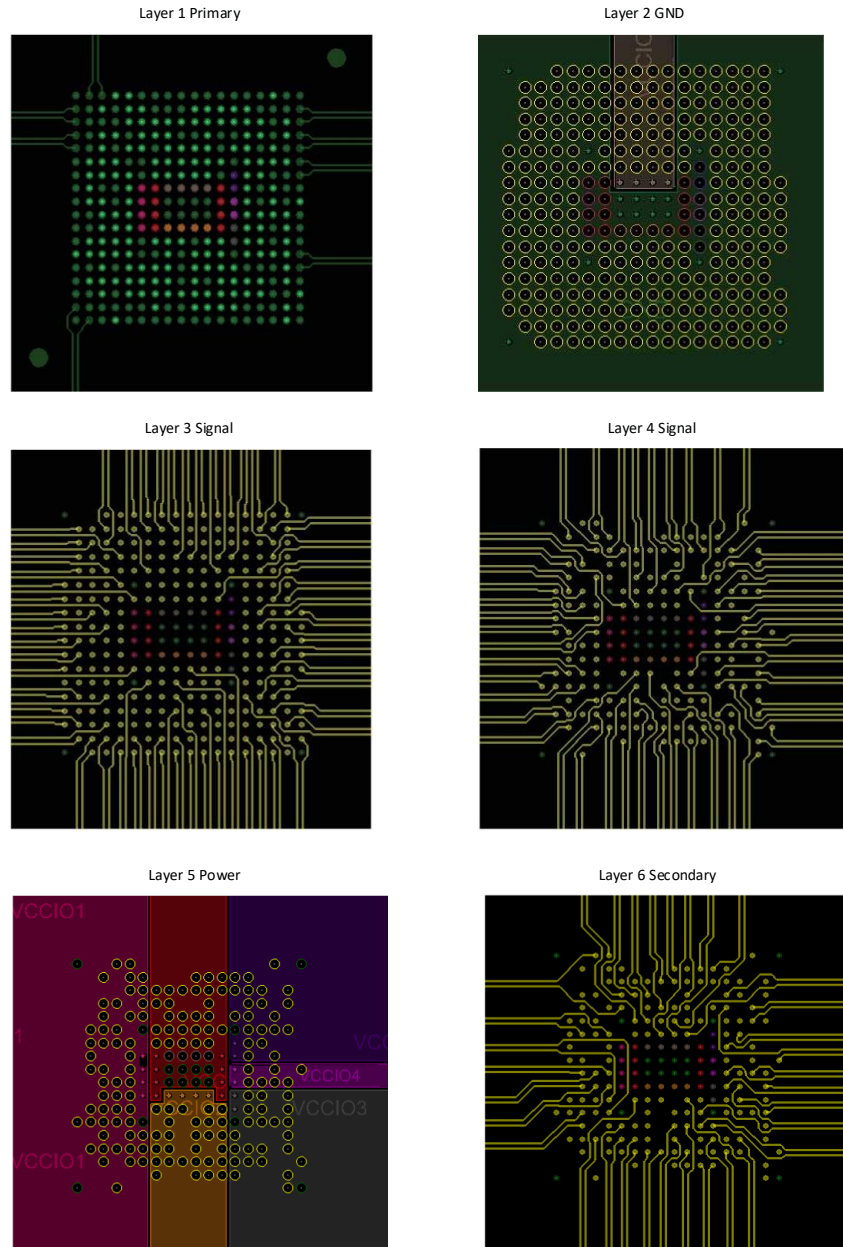 Layer 1 Primary
Layer 2 GND
Layer 3 Signal
Layer 4 Signal
Layer 5 Power
Layer 6 Secondary
VCCIO1
VCCIO4
VCCIO3
VCCIO1